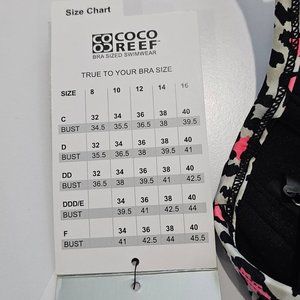 Size Chart
COCO
REEF
BRA SIZED SWIMWEAR
TRUE TO YOUR BRA SIZE
SIZE 8 10 12 14 16
C 32 34 36 38 40
BUST 34.5 35.5 36.5 38 39.5
D 32 34 36 38 40
BUST 35.5 36.5 38 39.5 41
DD 32 34 36 38 40
BUST 36.5 38 39.5 41 42.5
DDD/E 34 36 38 40
BUST 39.5 41 42.5 44
F 34 36 38 40
BUST 41 42.5 44 45.5